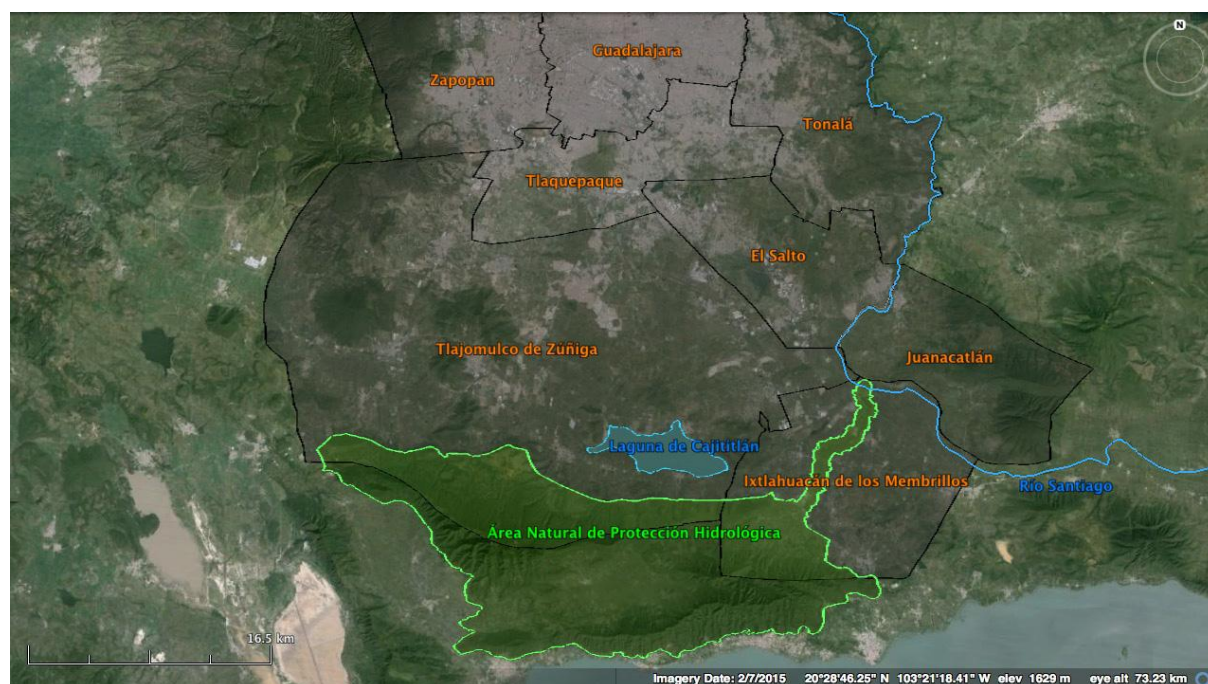 N
Guadalajara
Zapopan
Tonalá
Tlaquepaque
El Salto
Tlajomulco de Zúñiga
Juanacatlán
Laguna de Cajititlán
Ixtlahuacán de los Membrillos
Río Santiago
Área Natural de Protección Hidrológica
16.5 km
Imagery Date: 2/7/2015 20°28'46.25" N 103°21'18.41" W elev 1629 m eye alt 73.23 km